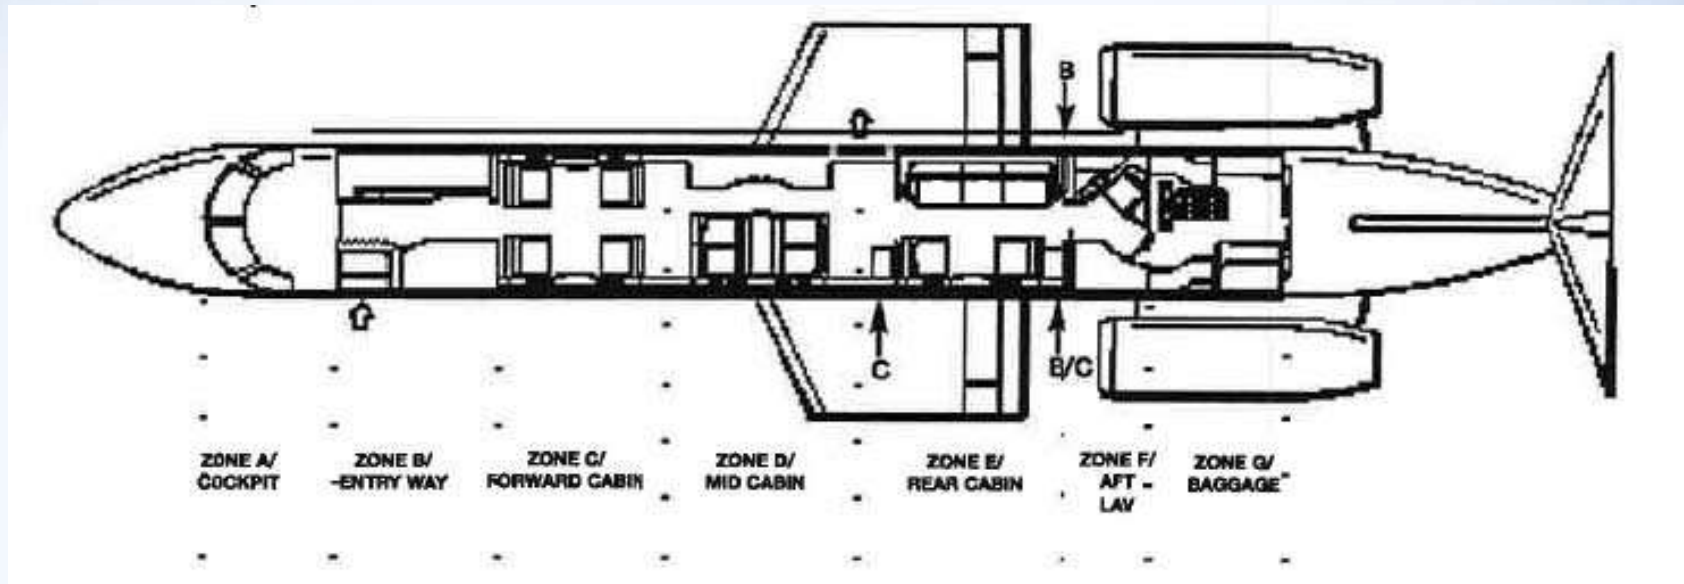 B
C
B/C
ZONE A/
COCKPIT
ZONE B/
-ENTRY WAY
ZONE C/
FORWARD CABIN
ZONE D/
MID CABIN
ZONE E/
REAR CABIN
ZONE F/
AFT
LAV
ZONE G/
BAGGAGE